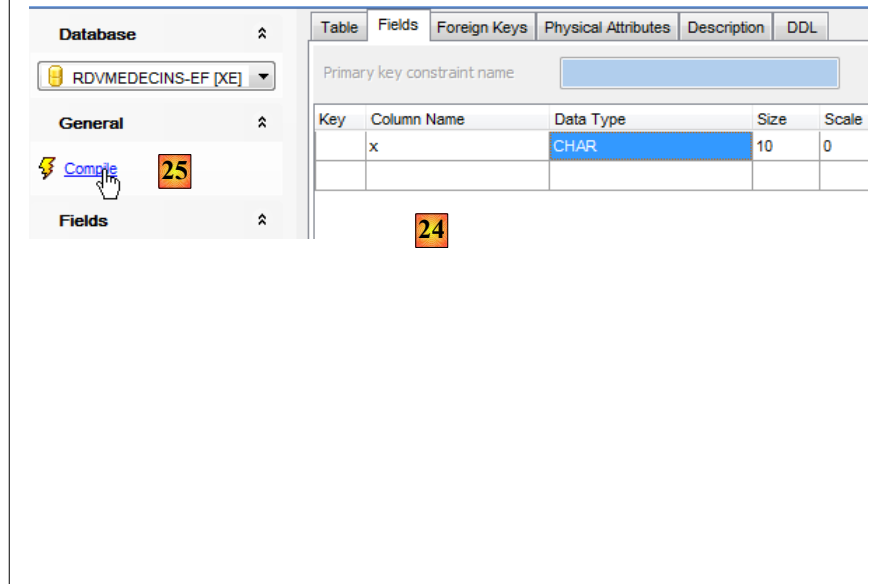 Database
RDVMEDECINS-EF [XE]
General
Compile
25
Fields
Table Fields Foreign Keys Physical Attributes Description DDL
Primary key constraint name
Key Column Name Data Type Size Scale
x CHAR 10 0
24